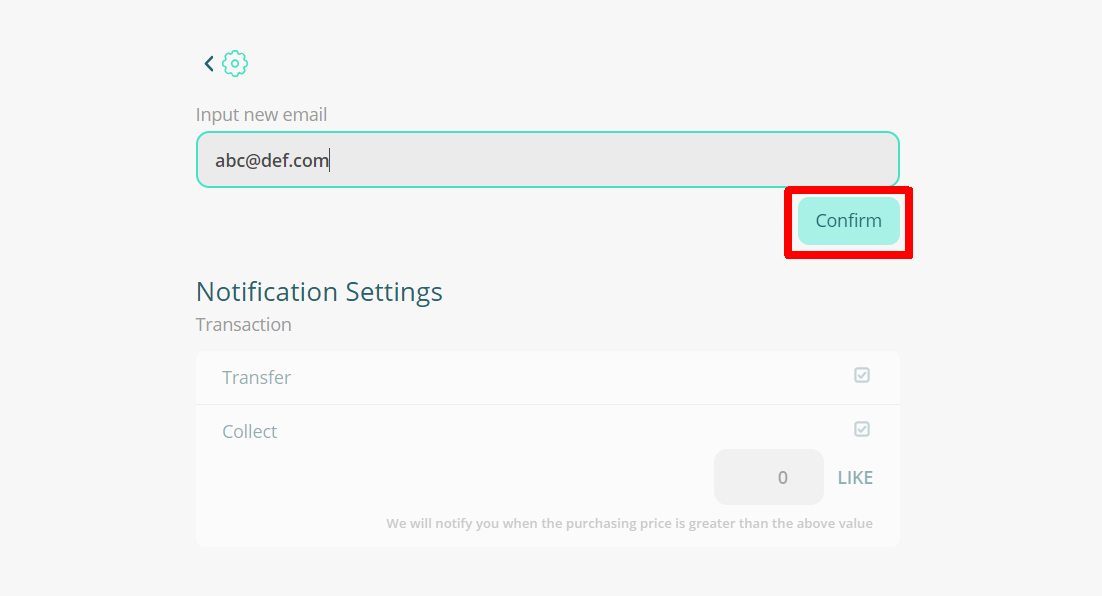 Input new email
abc@def.com
Confirm
Notification Settings
Transaction
Transfer
Collect
0 LIKE
We will notify you when the purchasing price is greater than the above value